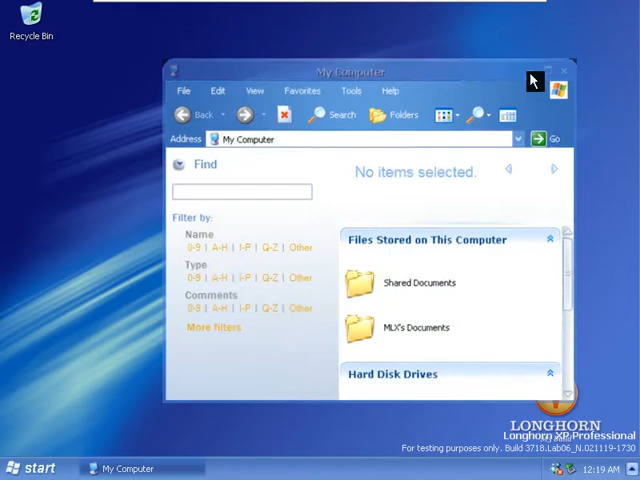 Recycle Bin
My Computer
File Edit View Favorites Tools Help
Back Search Folders
Address My Computer Go
Find
No items selected.
Filter by:
Name
0-9 | A-H | I-P | Q-Z | Other
Type
0-9 | A-H | I-P | Q-Z | Other
Comments
0-9 | A-H | I-P | Q-Z | Other
More filters
Files Stored on This Computer
Shared Documents
MLX's Documents
Hard Disk Drives
LONGHORN
Longhorn XP Professional
For testing purposes only. Build 3718.Lab06_N.021119-1730
start My Computer 12:19 AM